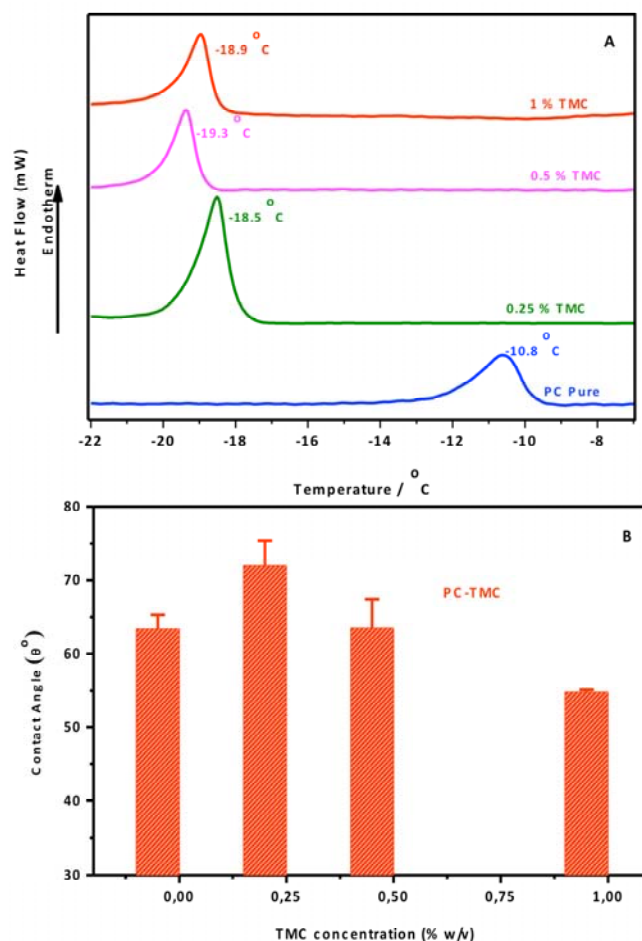 A
-18.9 °C
1 % TMC
-19.3 °C
0.5 % TMC
-18.5 °C
0.25 % TMC
-10.8 °C
PC Pure
Heat Flow (mW)
Endotherm
-22 -20 -18 -16 -14 -12 -10 -8
Temperature / °C
B
PC-TMC
80
70
60
50
40
30
Contact Angle (θ°)
0,00 0,25 0,50 0,75 1,00
TMC concentration (% w/v)